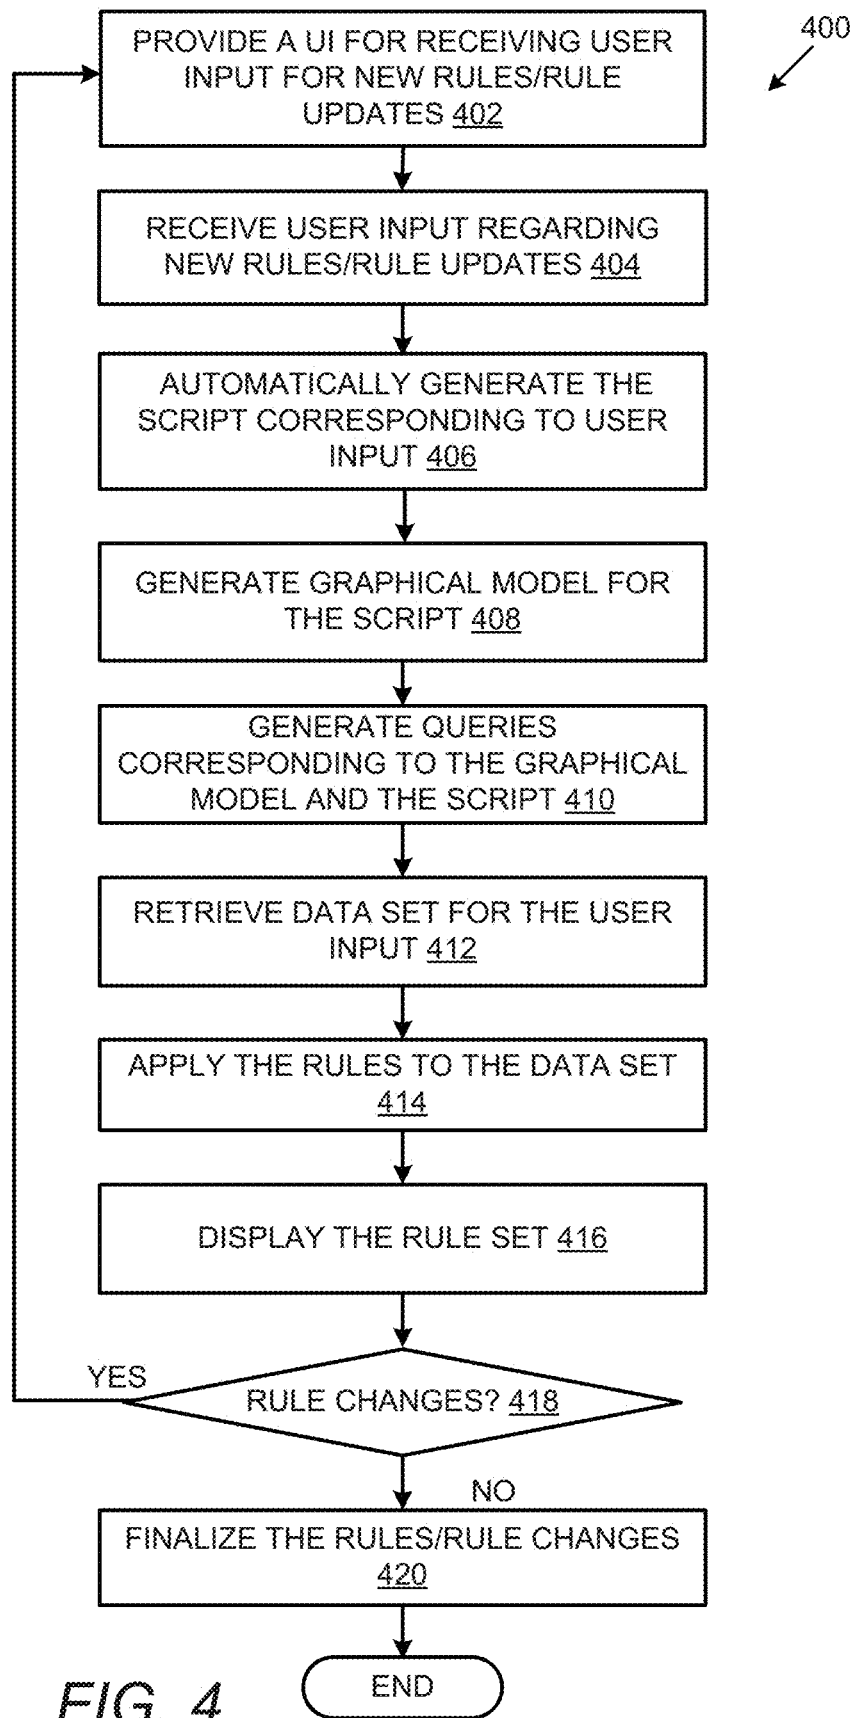 400
PROVIDE A UI FOR RECEIVING USER
INPUT FOR NEW RULES/RULE
UPDATES 402
RECEIVE USER INPUT REGARDING
NEW RULES/RULE UPDATES 404
AUTOMATICALLY GENERATE THE
SCRIPT CORRESPONDING TO USER
INPUT 406
GENERATE GRAPHICAL MODEL FOR
THE SCRIPT 408
GENERATE QUERIES
CORRESPONDING TO THE GRAPHICAL
MODEL AND THE SCRIPT 410
RETRIEVE DATA SET FOR THE USER
INPUT 412
APPLY THE RULES TO THE DATA SET
414
DISPLAY THE RULE SET 416
YES
RULE CHANGES? 418
NO
FINALIZE THE RULES/RULE CHANGES
420
END
FIG. 4